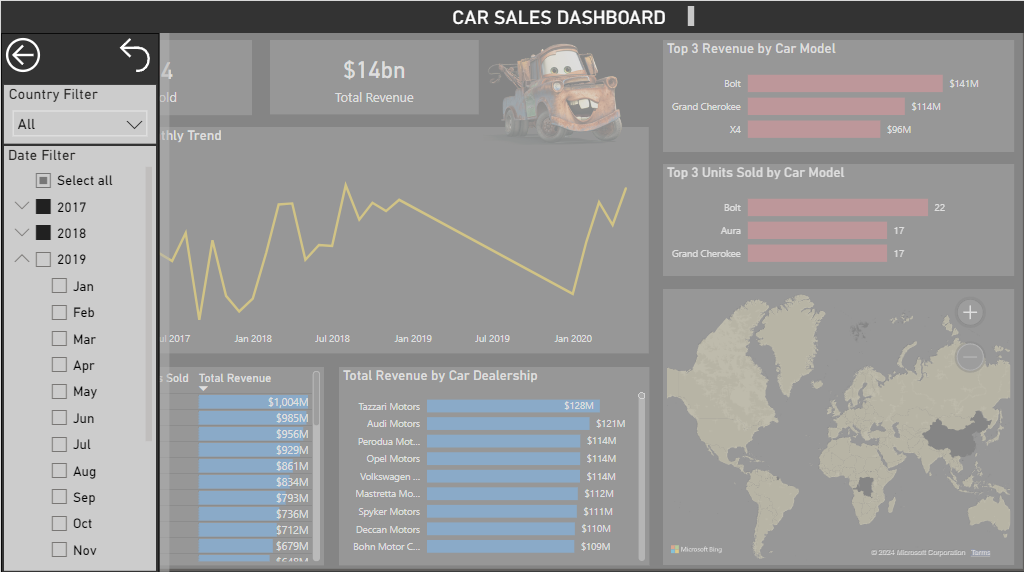 CAR SALES DASHBOARD
Country Filter
All
Date Filter
Select all
2017
2018
2019
Jan
Feb
Mar
Apr
May
Jun
Jul
Aug
Sep
Oct
Nov
4
old
$14bn
Total Revenue
thly Trend
ul 2017
Jan 2018
Jul 2018
Jan 2019
Jul 2019
Jan 2020
s Sold
Total Revenue
$1,004M
$985M
$956M
$929M
$861M
$834M
$793M
$736M
$712M
$679M
Total Revenue by Car Dealership
Tazzari Motors $128M
Audi Motors $121M
Perodua Mot... $114M
Opel Motors $114M
Volkswagen ... $114M
Mastretta Mo... $112M
Spyker Motors $111M
Deccan Motors $110M
Bohn Motor C... $109M
Top 3 Revenue by Car Model
Bolt $141M
Grand Cherokee $114M
X4 $96M
Top 3 Units Sold by Car Model
Bolt 22
Aura 17
Grand Cherokee 17
Microsoft Bing
© 2024 Microsoft Corporation Terms